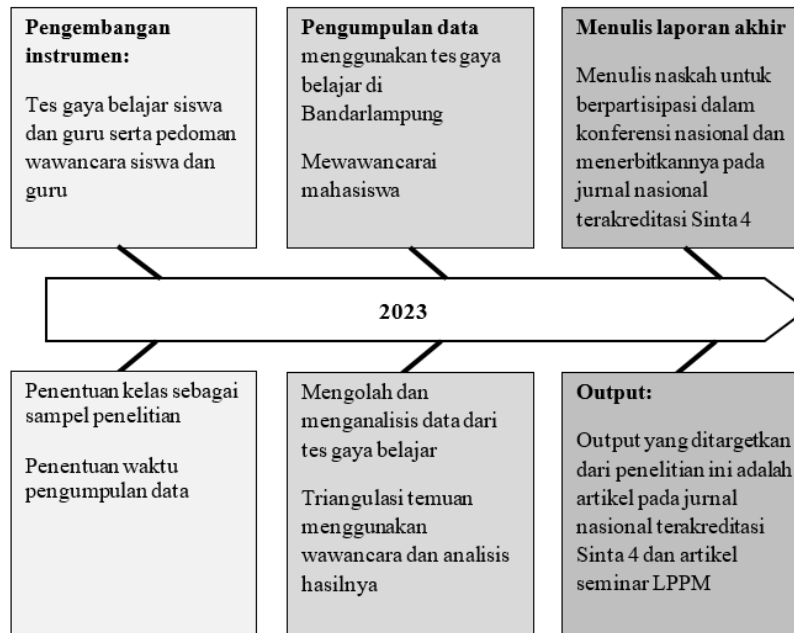 Pengembangan
instrumen:
Tes gaya belajar siswa
dan guru serta pedoman
wawancara siswa dan
guru
Pengumpulan data
menggunakan tes gaya
belajar di
Bandarlampung
Mewawancarai
mahasiswa
Menulis laporan akhir
Menulis naskah untuk
berpartisipasi dalam
konferensi nasional dan
menerbitkannya pada
jurnal nasional
terakreditasi Sinta 4
2023
Penentuan kelas sebagai
sampel penelitian
Penentuan waktu
pengumpulan data
Mengolah dan
menganalisis data dari
tes gaya belajar
Triangulasi temuan
menggunakan
wawancara dan analisis
hasilnya
Output:
Output yang ditargetkan
dari penelitian ini adalah
artikel pada jurnal
nasional terakreditasi
Sinta 4 dan artikel
seminar LPPM